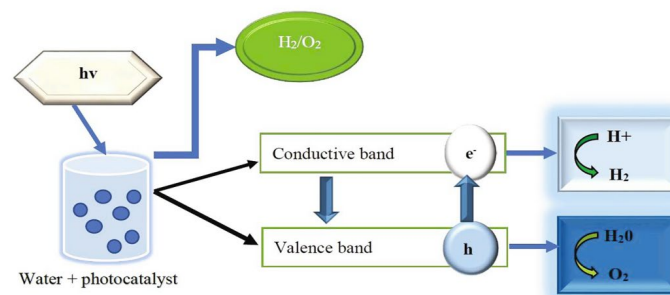 H₂/O₂
hv
Conductive band
e⁻
H+
H₂
Valence band
h
H₂0
O₂
Water + photocatalyst